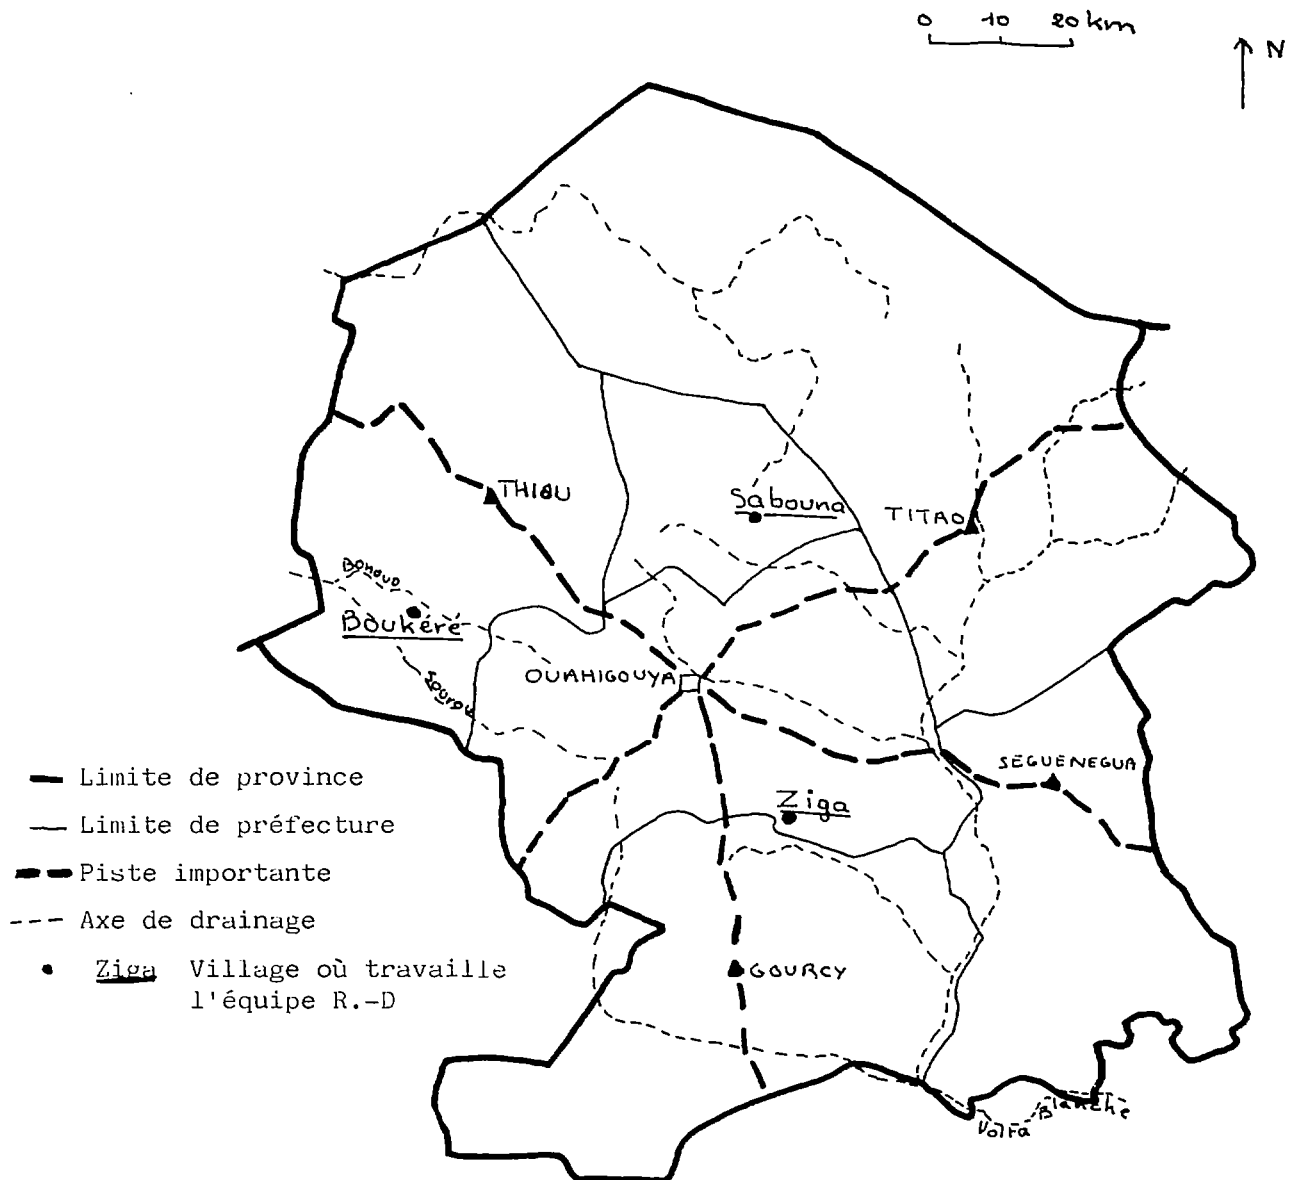 0 10 20 km
N
THIOU
Sabouna
TITAO
BONOUD
Boukéré
OUAHIGOUYA
SOUROU
SEGUENEGUA
Ziga
GOURCY
Volta Blanche
Limite de province
Limite de préfecture
Piste importante
Axe de drainage
Ziga Village où travaille
l'équipe R.-D